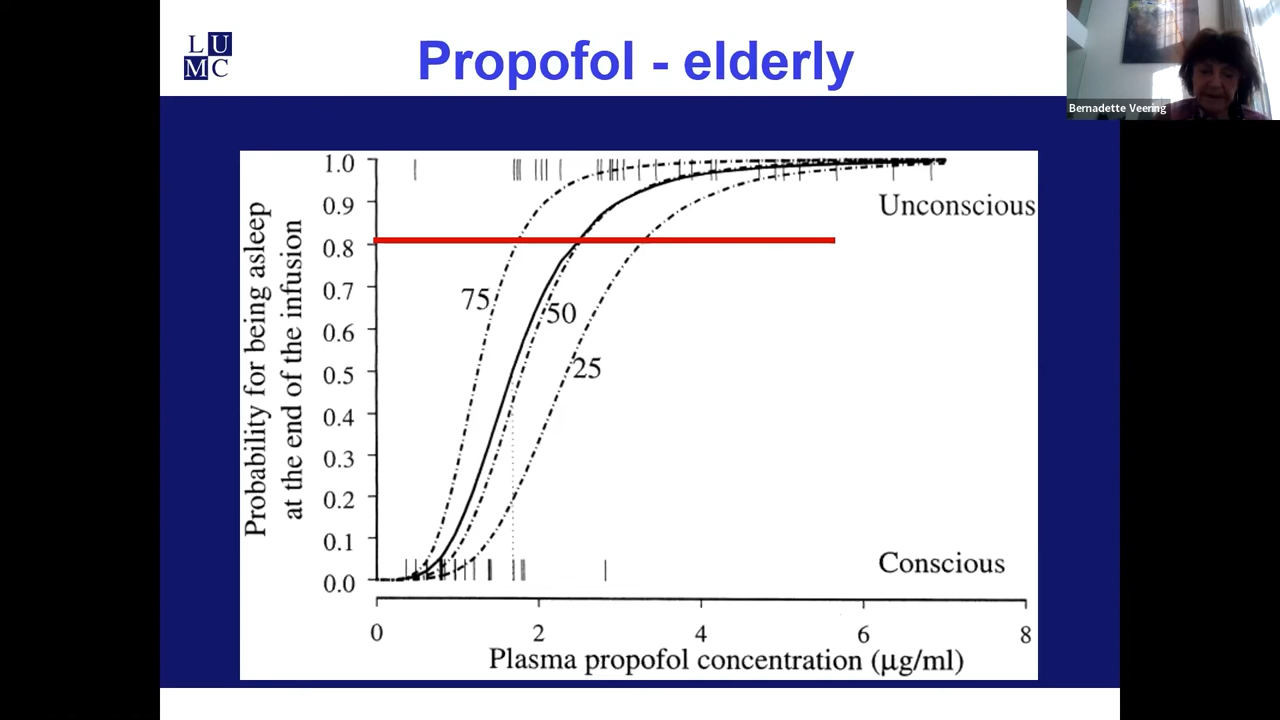 LU
MC
Propofol - elderly
Bernadette Veering
Probability for being asleep
at the end of the infusion
1.0
0.9
0.8
0.7
0.6
0.5
0.4
0.3
0.2
0.1
0.0
75
50
25
Unconscious
Conscious
0 2 4 6 8
Plasma propofol concentration (µg/ml)